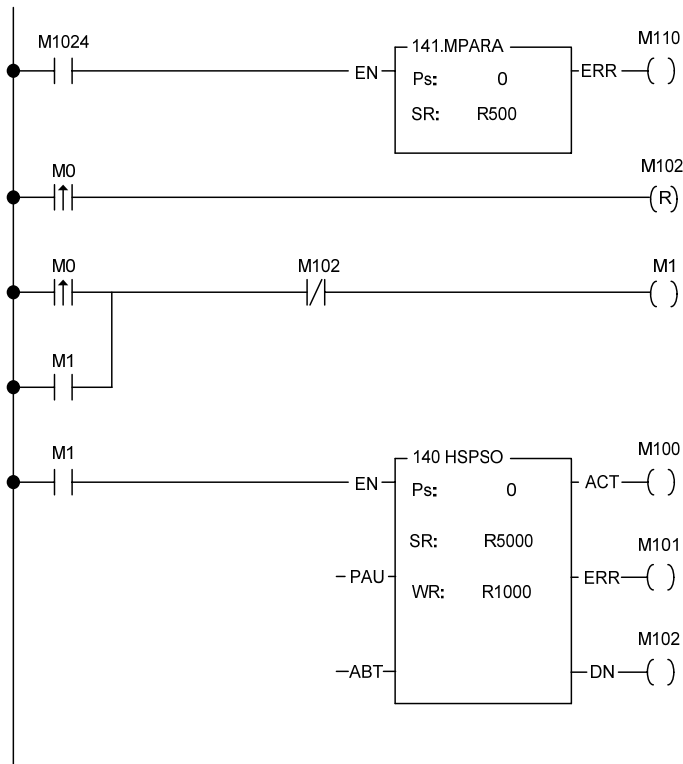 M1024
141.MPARA
M110
EN
ERR
Ps: 0
SR: R500
M0
M102
R
M0
M102
M1
M1
M1
140 HSPSO
M100
EN
ACT
Ps: 0
SR: R5000
M101
PAU
WR: R1000
ERR
M102
ABT
DN